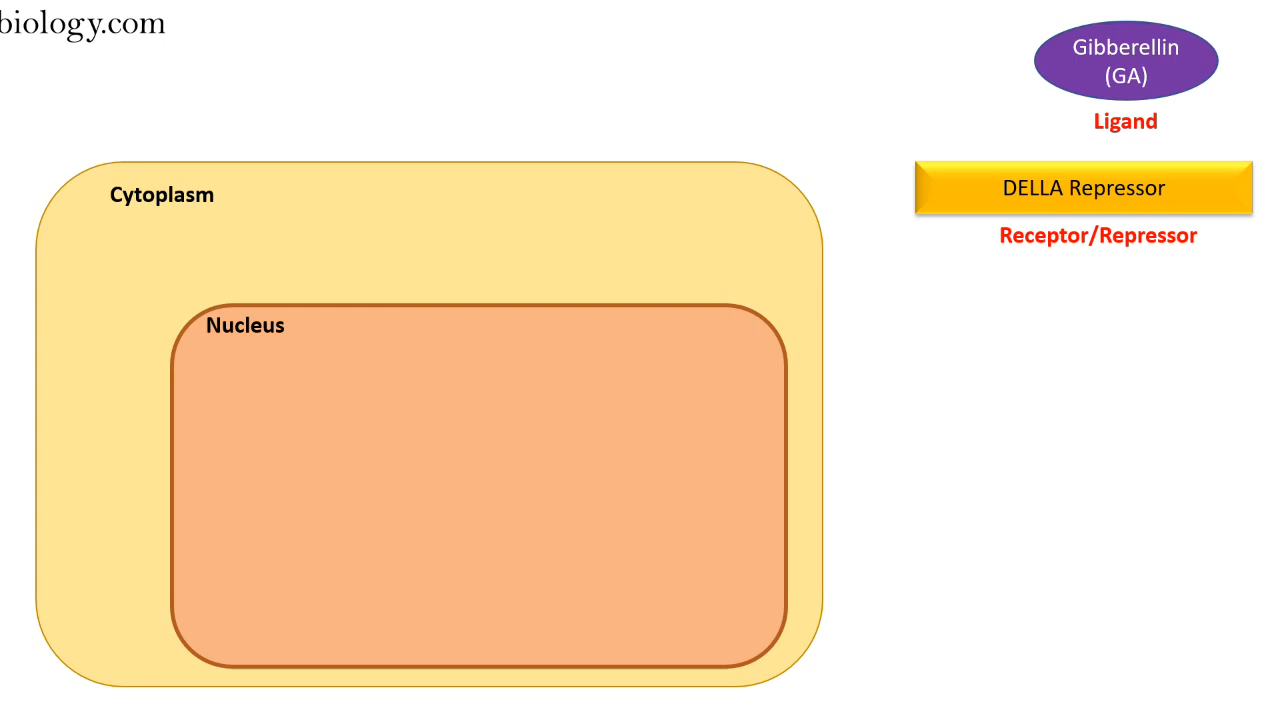 biology.com
Gibberellin
(GA)
Ligand
Cytoplasm
DELLA Repressor
Receptor/Repressor
Nucleus